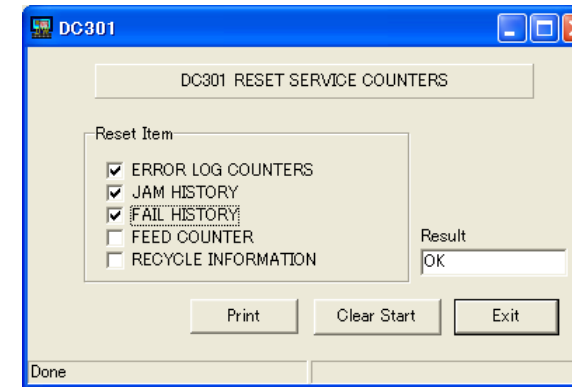 DC301
DC301 RESET SERVICE COUNTERS
Reset Item
ERROR LOG COUNTERS
JAM HISTORY
FAIL HISTORY
FEED COUNTER
RECYCLE INFORMATION
Result
OK
Print
Clear Start
Exit
Done